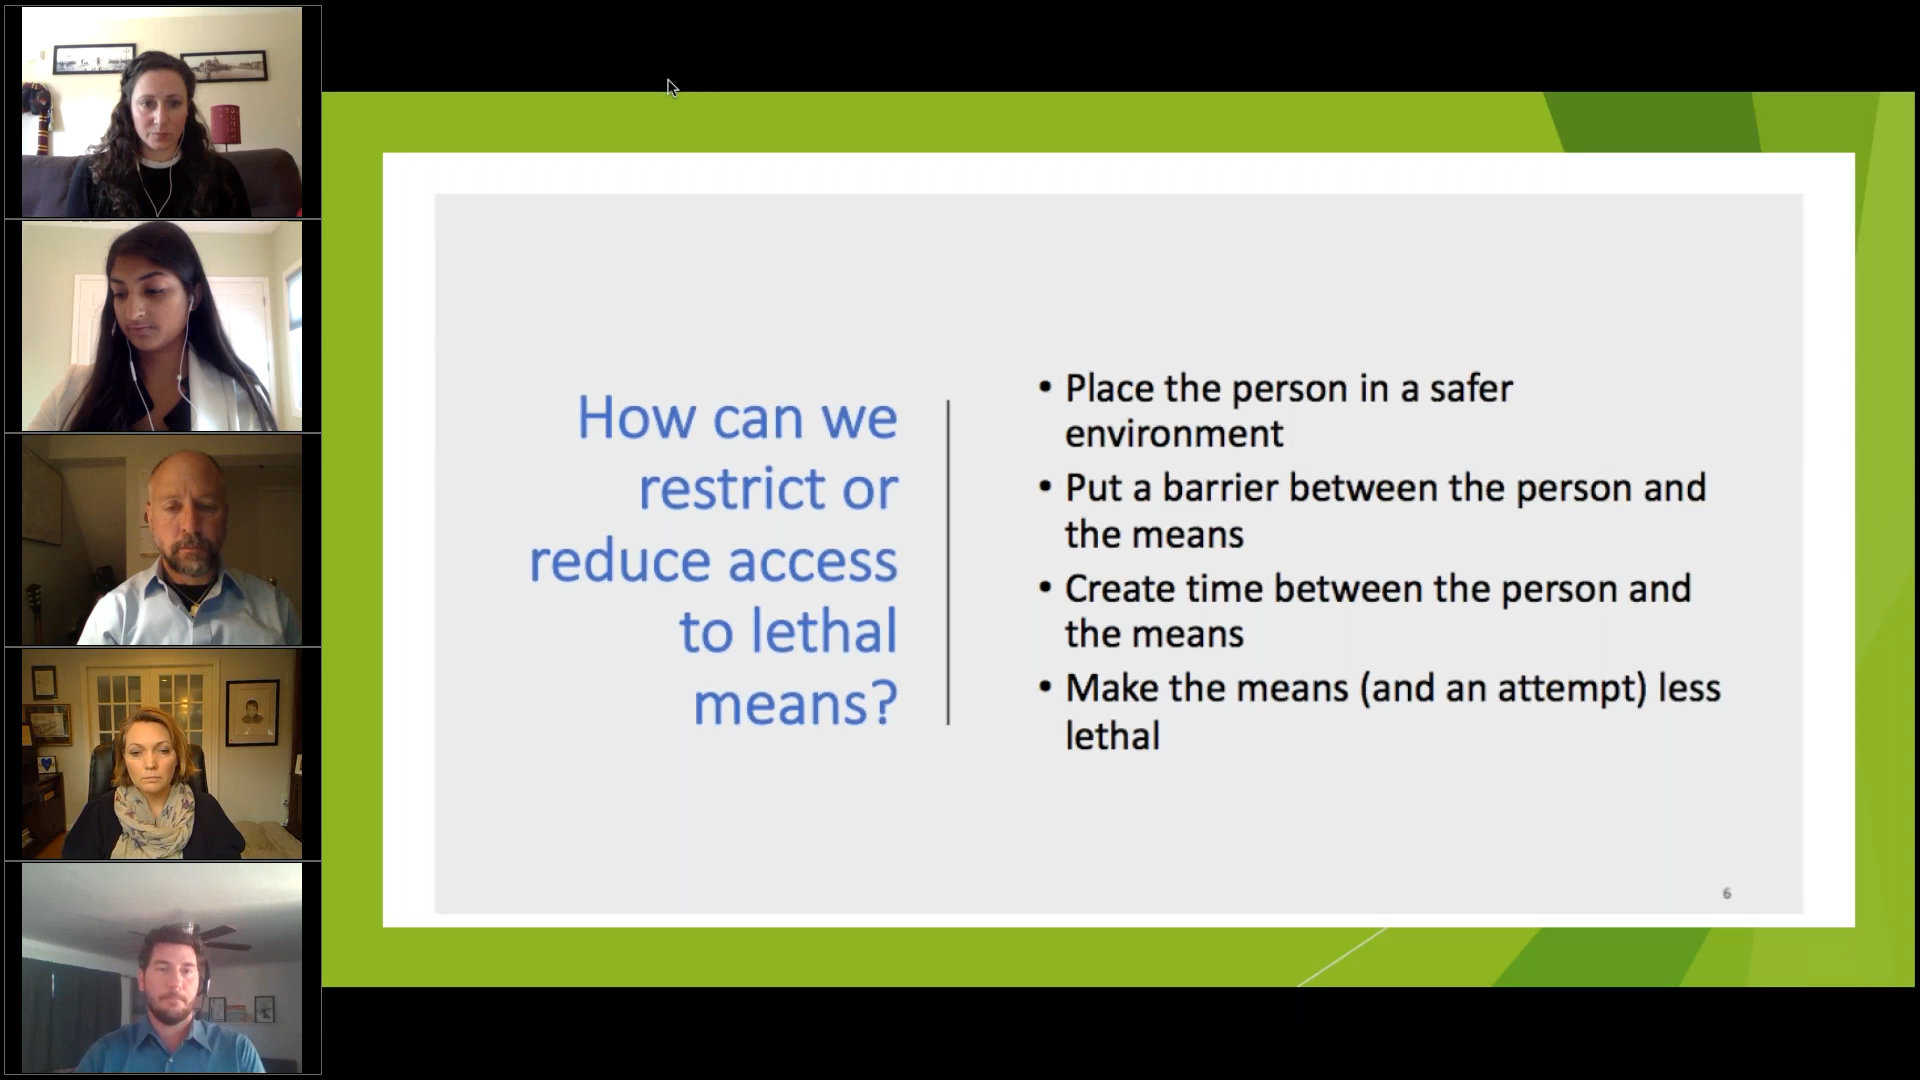 How can we
restrict or
reduce access
to lethal
means?
• Place the person in a safer
environment
• Put a barrier between the person and
the means
• Create time between the person and
the means
• Make the means (and an attempt) less
lethal
6